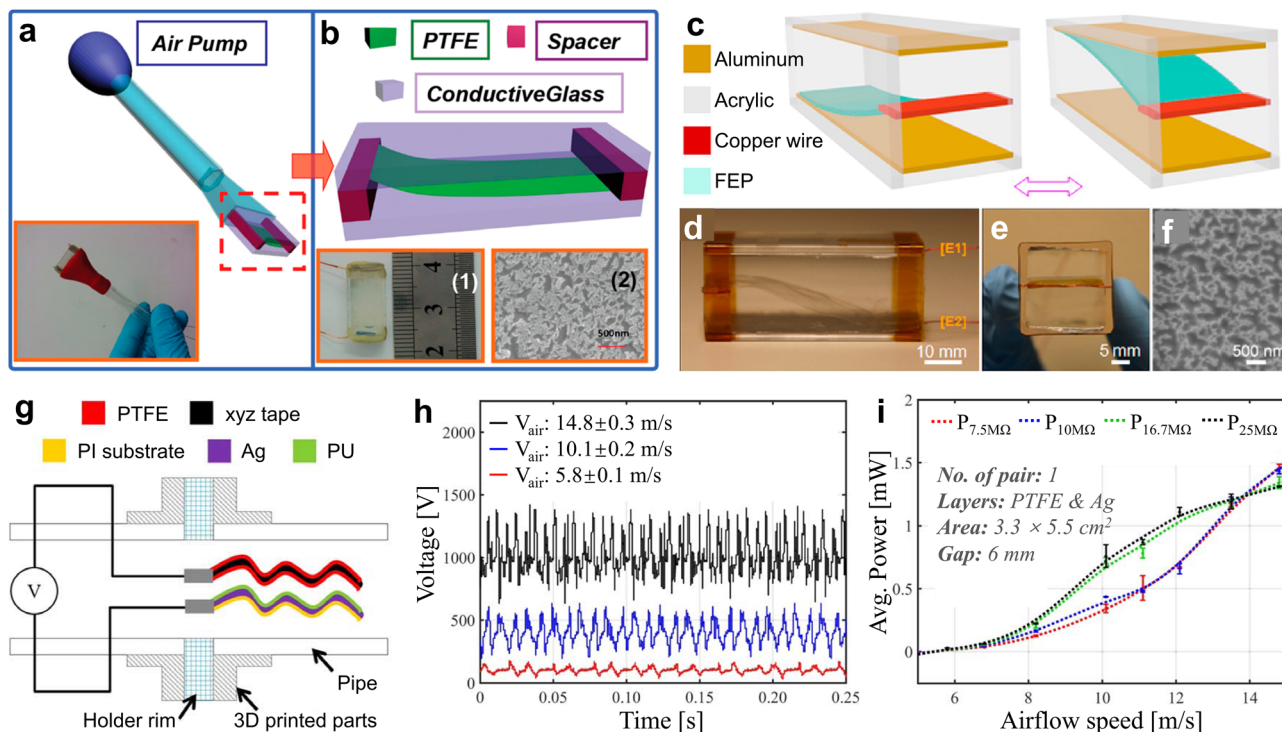 a
Air Pump
b
PTFE
Spacer
ConductiveGlass
(1)
4
3
2
(2)
500nm
c
Aluminum
Acrylic
Copper wire
FEP
d
[E1]
[E2]
10 mm
e
5 mm
f
500 nm
g
PTFE
xyz tape
PI substrate
Ag
PU
V
Pipe
Holder rim
3D printed parts
h
V_air: 14.8±0.3 m/s
V_air: 10.1±0.2 m/s
V_air: 5.8±0.1 m/s
2000
1500
1000
500
0
Voltage [V]
0
0.05
0.10
0.15
0.20
0.25
Time [s]
i
P_7.5MΩ
P_10MΩ
P_16.7MΩ
P_25MΩ
No. of pair: 1
Layers: PTFE & Ag
Area: 3.3 × 5.5 cm²
Gap: 6 mm
2
1.5
1
0.5
0
Avg. Power [mW]
6
8
10
12
14
Airflow speed [m/s]